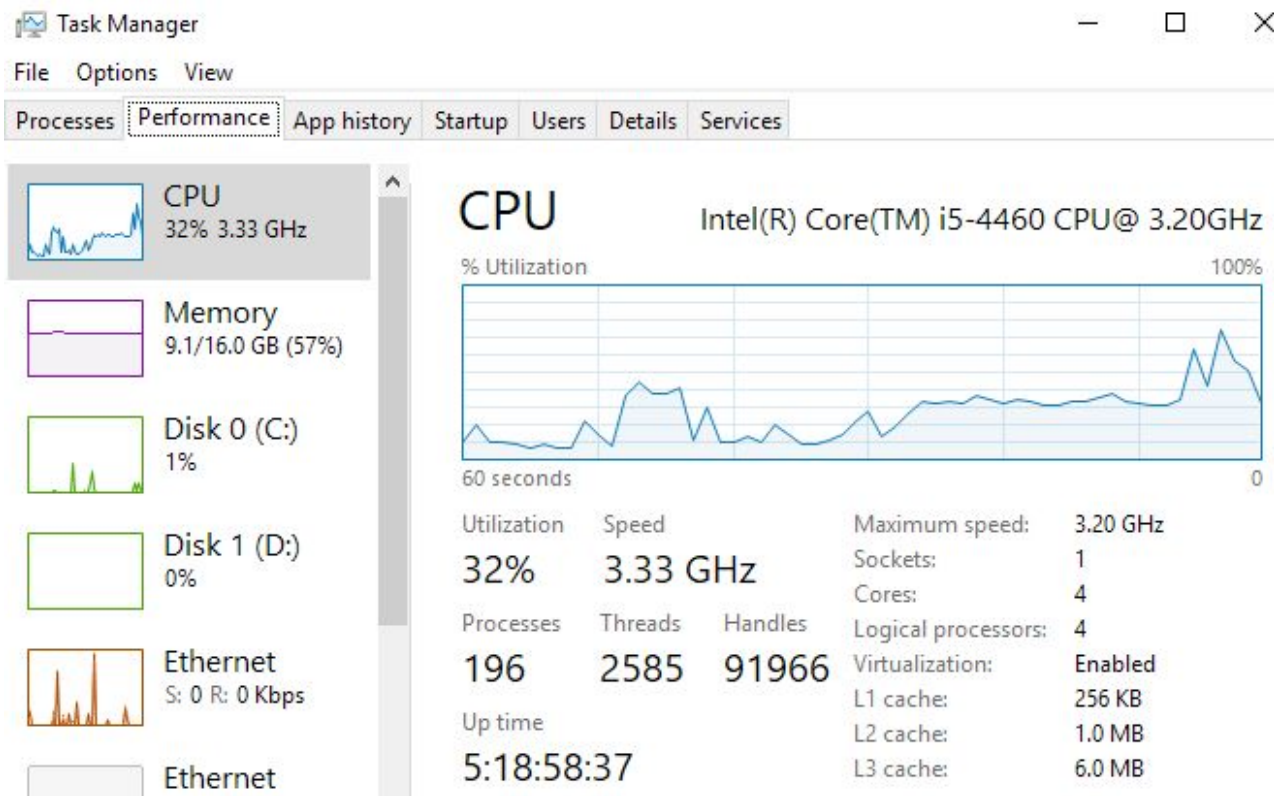 Task Manager
File Options View
Processes Performance App history Startup Users Details Services
CPU
32% 3.33 GHz
Memory
9.1/16.0 GB (57%)
Disk 0 (C:)
1%
Disk 1 (D:)
0%
Ethernet
S: 0 R: 0 Kbps
Ethernet
CPU Intel(R) Core(TM) i5-4460 CPU@ 3.20GHz
% Utilization 100%
60 seconds 0
Utilization Speed
32% 3.33 GHz
Processes Threads Handles
196 2585 91966
Up time
5:18:58:37
Maximum speed: 3.20 GHz
Sockets: 1
Cores: 4
Logical processors: 4
Virtualization: Enabled
L1 cache: 256 KB
L2 cache: 1.0 MB
L3 cache: 6.0 MB